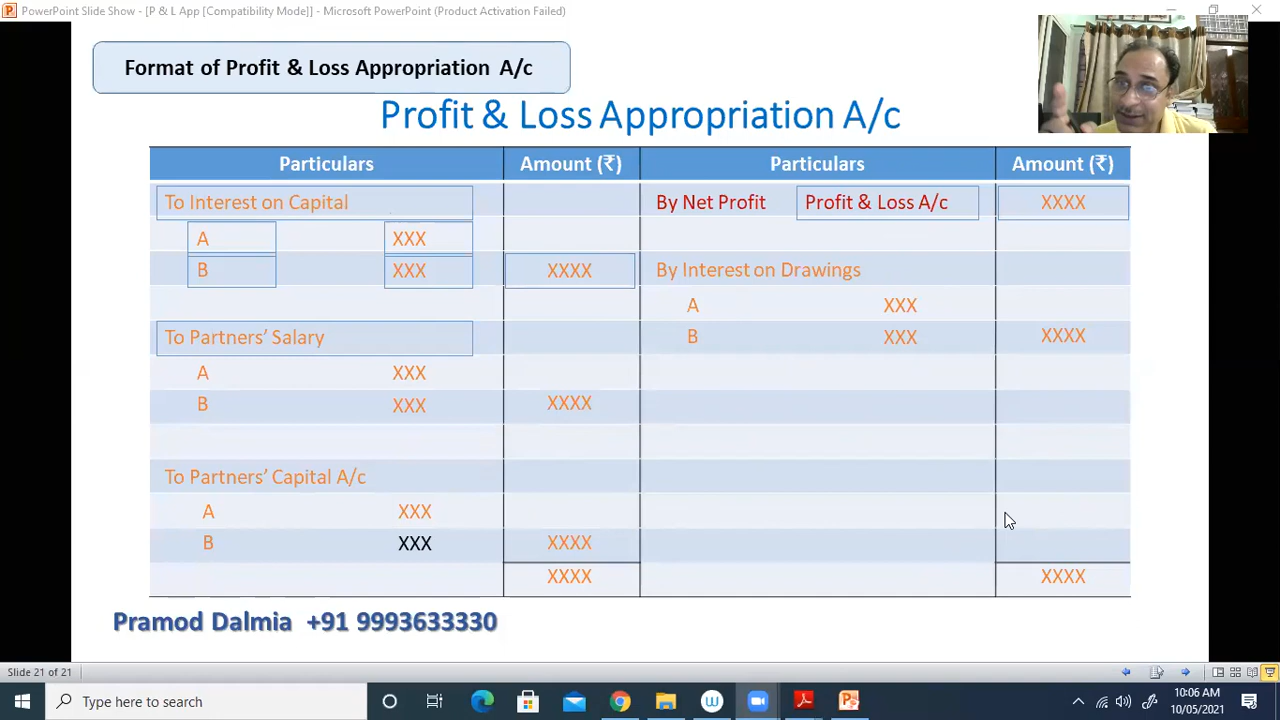 PowerPoint Slide Show - [P & L App [Compatibility Mode]] - Microsoft PowerPoint (Product Activation Failed)
Format of Profit & Loss Appropriation A/c
Profit & Loss Appropriation A/c
Particulars Amount (₹) Particulars Amount (₹)
To Interest on Capital By Net Profit Profit & Loss A/c XXXX
A XXX
B XXX XXXX By Interest on Drawings
A XXX
To Partners' Salary B XXX XXXX
A XXX
B XXX XXXX
To Partners' Capital A/c
A XXX
B XXX XXXX
XXXX XXXX
Pramod Dalmia +91 9993633330
Slide 21 of 21
Type here to search
10:06 AM
10/05/2021